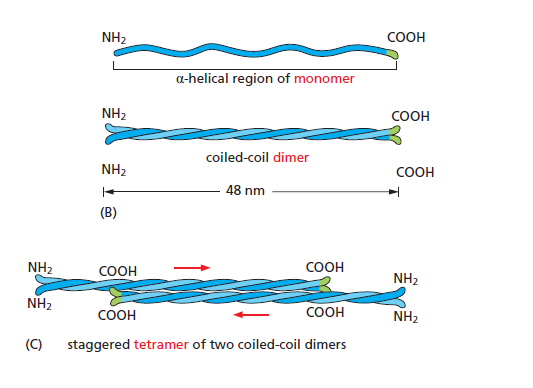 NH₂ COOH
α-helical region of monomer
NH₂ COOH
coiled-coil dimer
NH₂ COOH
48 nm
(B)
NH₂ COOH COOH NH₂
NH₂ COOH COOH NH₂
(C) staggered tetramer of two coiled-coil dimers